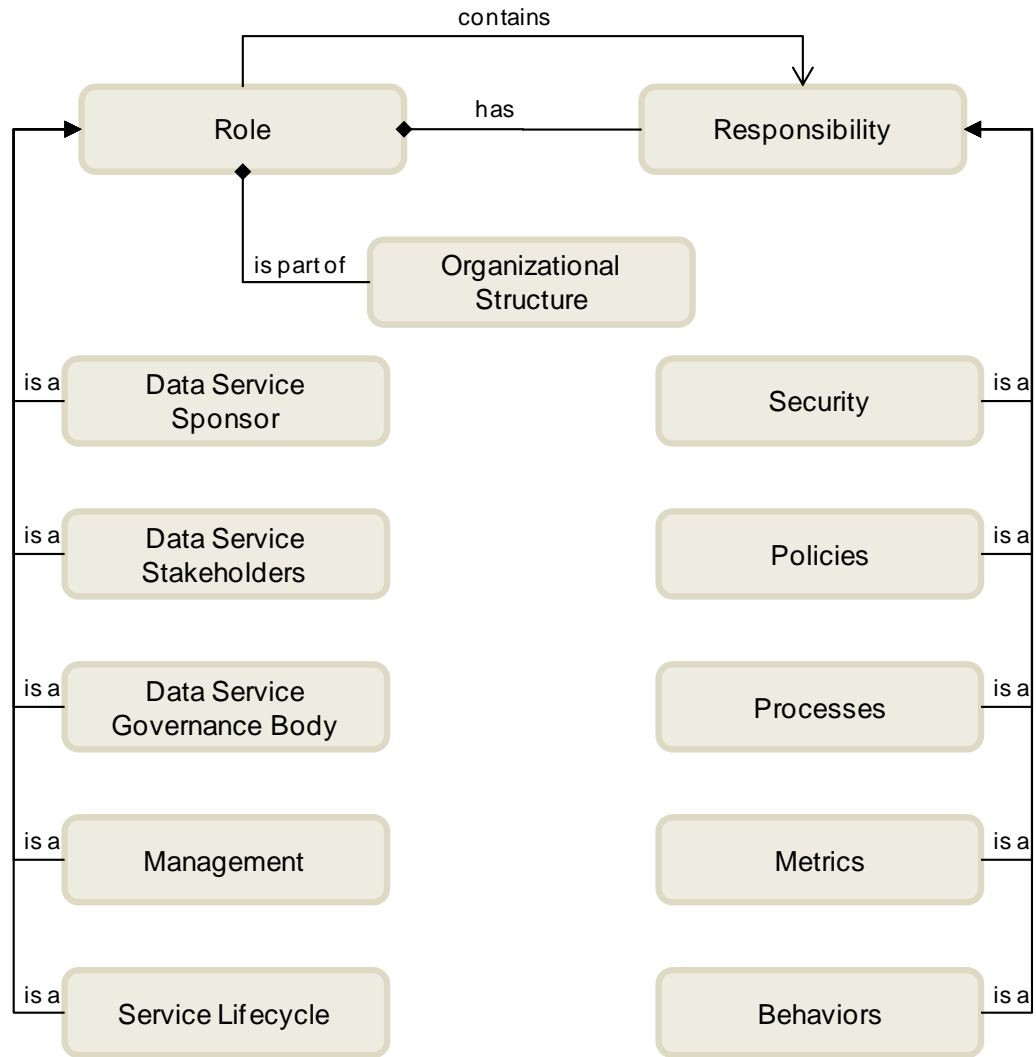 contains
Role
has
Responsibility
is part of
Organizational
Structure
is a
Data Service
Sponsor
Security
is a
is a
Data Service
Stakeholders
Policies
is a
is a
Data Service
Governance Body
Processes
is a
is a
Management
Metrics
is a
is a
Service Lifecycle
Behaviors
is a